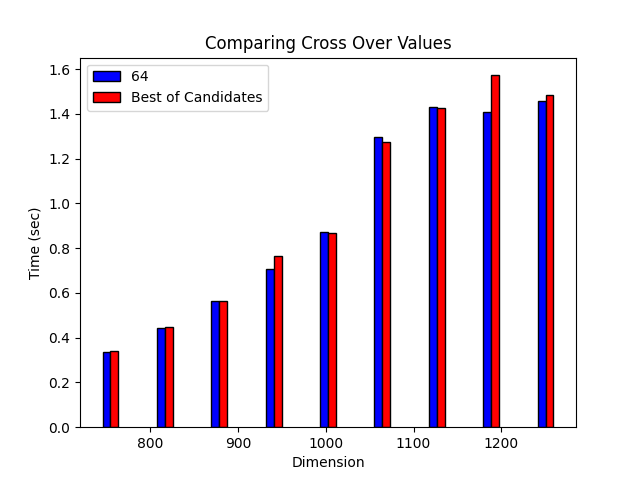 Comparing Cross Over Values
64
Best of Candidates
1.6
1.4
1.2
1.0
0.8
0.6
0.4
0.2
0.0
Time (sec)
800 900 1000 1100 1200
Dimension